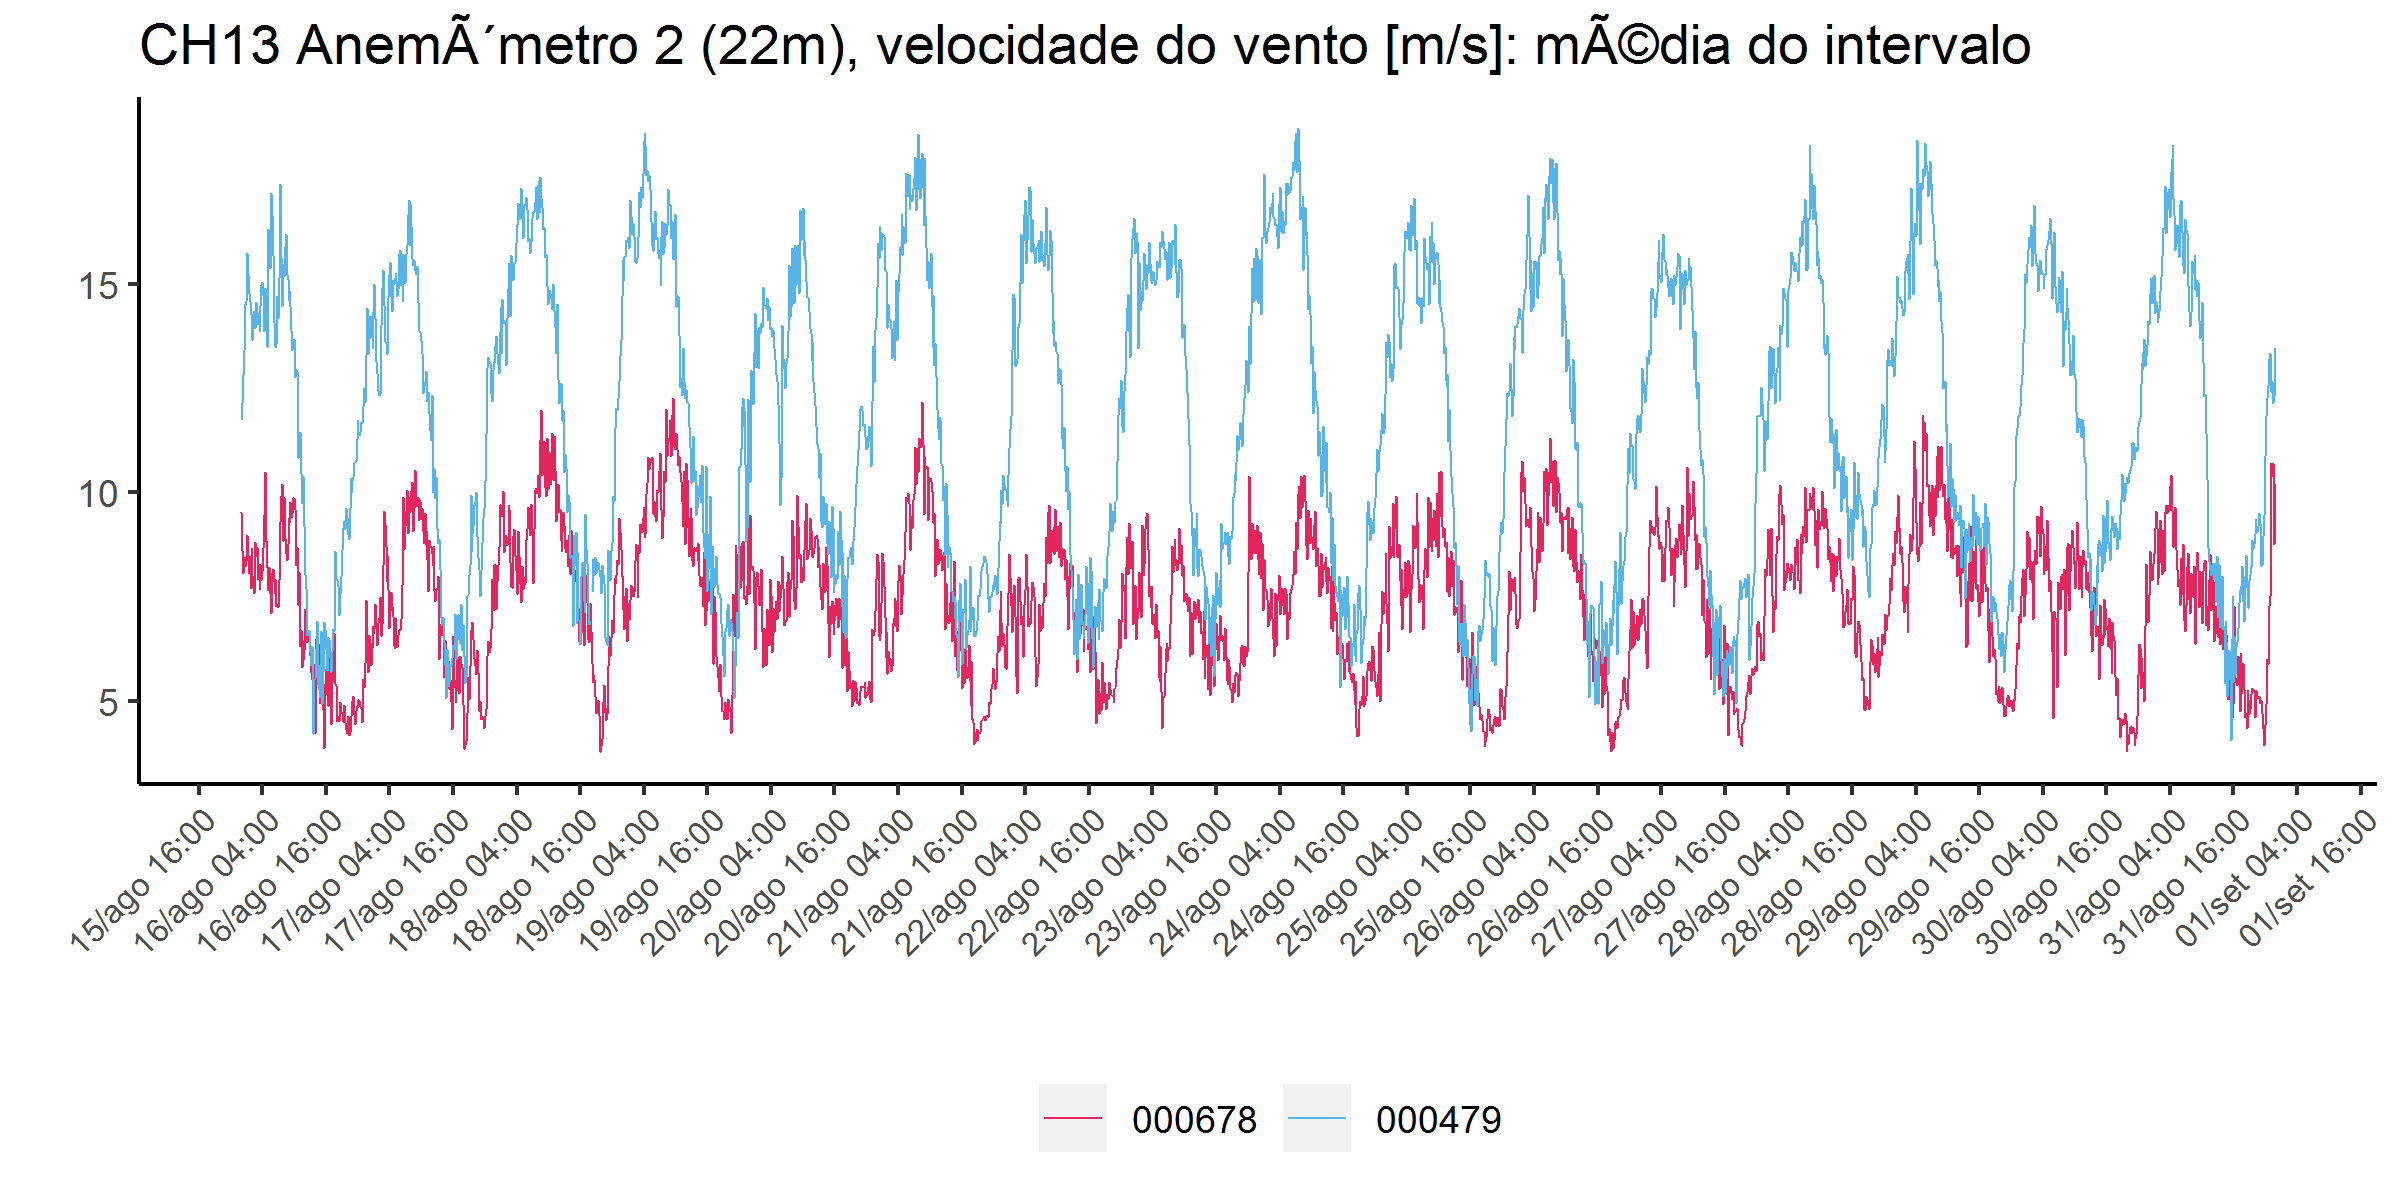 CH13 AnemÃ´metro 2 (22m), velocidade do vento [m/s]: mÃ©dia do intervalo
15
10
5
15/ago 16:00
16/ago 04:00
16/ago 16:00
17/ago 04:00
17/ago 16:00
18/ago 04:00
18/ago 16:00
19/ago 04:00
19/ago 16:00
20/ago 04:00
20/ago 16:00
21/ago 04:00
21/ago 16:00
22/ago 04:00
22/ago 16:00
23/ago 04:00
23/ago 16:00
24/ago 04:00
24/ago 16:00
25/ago 04:00
25/ago 16:00
26/ago 04:00
26/ago 16:00
27/ago 04:00
27/ago 16:00
28/ago 04:00
28/ago 16:00
29/ago 04:00
29/ago 16:00
30/ago 04:00
30/ago 16:00
31/ago 04:00
31/ago 16:00
01/set 04:00
01/set 16:00
000678
000479